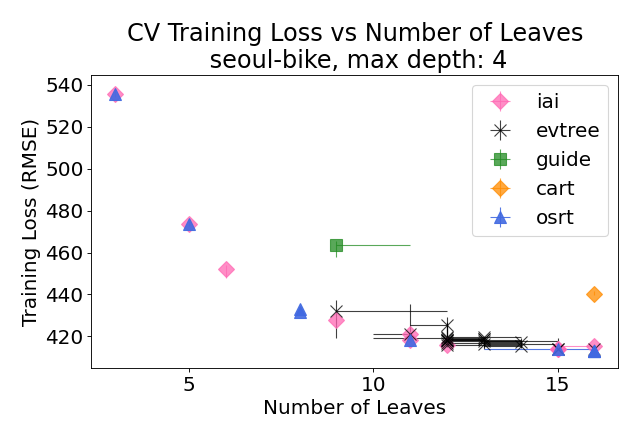 CV Training Loss vs Number of Leaves
seoul-bike, max depth: 4
Training Loss (RMSE)
540
520
500
480
460
440
420
iai
evtree
guide
cart
osrt
5
10
15
Number of Leaves